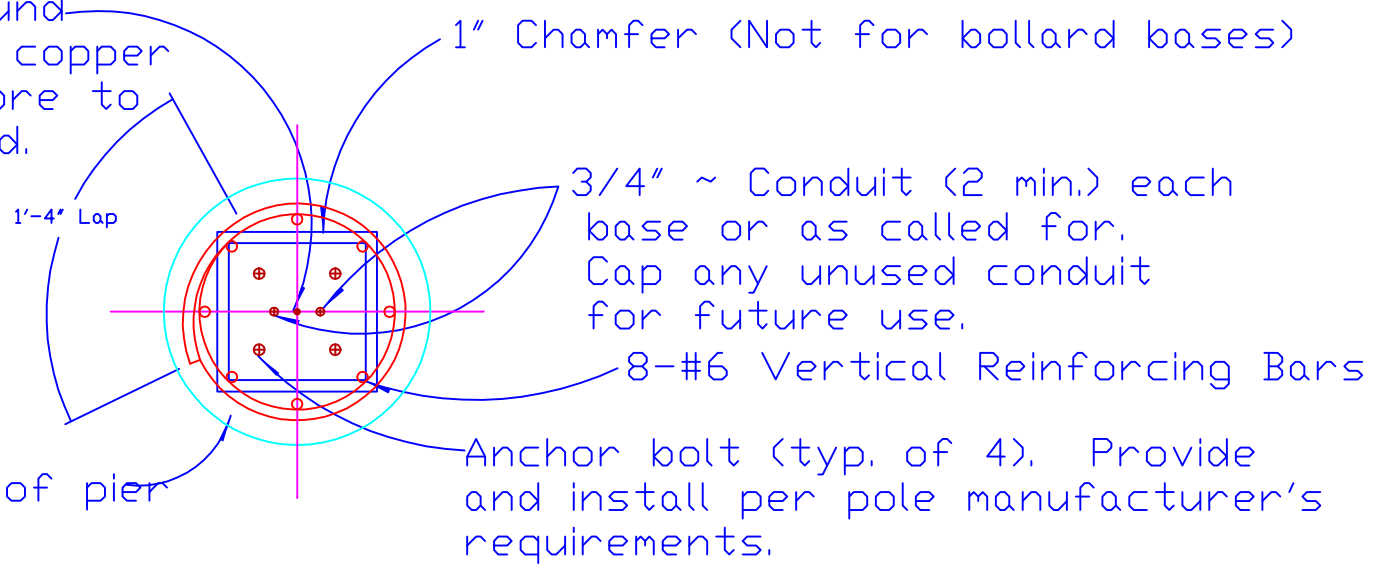 copper
to
1'-4" Lap
of pier
1" Chamfer (Not for bollard bases)
3/4" ~ Conduit (2 min.) each
base or as called for.
Cap any unused conduit
for future use.
8-#6 Vertical Reinforcing Bars
Anchor bolt (typ. of 4).  Provide
and install per pole manufacturer's
requirements.